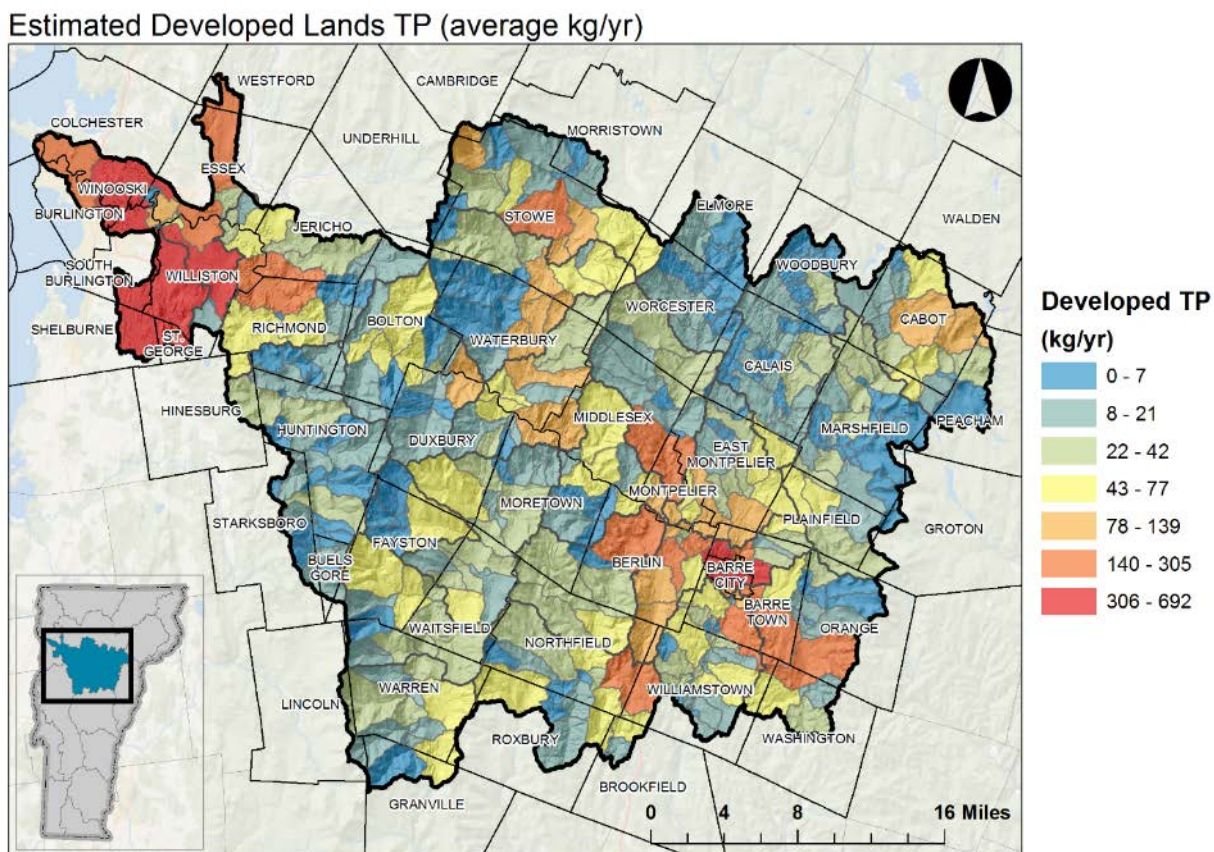 Estimated Developed Lands TP (average kg/yr)
WESTFORD
CAMBRIDGE
COLCHESTER
UNDERHILL
MORRISTOWN
ESSEX
WINOOSKI
ELMORE
WALDEN
BURLINGTON
JERICHO
STOWE
SOUTH
BURLINGTON
WILLISTON
WOODBURY
WORCESTER
SHELBURNE
RICHMOND
BOLTON
CABOT
ST.
GEORGE
WATERBURY
CALAIS
HINESBURG
MIDDLESEX
HUNTINGTON
DUXBURY
MARSHFIELD
PEACHAM
EAST
MONTPELIER
MONTPELIER
MORETOWN
STARKSBORO
PLAINFIELD
GROTON
FAYSTON
BERLIN
BUELS
GORE
BARRE
CITY
BARRE
TOWN
WAITSFIELD
NORTHFIELD
ORANGE
WARREN
WILLIAMSTOWN
LINCOLN
ROXBURY
WASHINGTON
BROOKFIELD
GRANVILLE
0 4 8 16 Miles
Developed TP
(kg/yr)
0 - 7
8 - 21
22 - 42
43 - 77
78 - 139
140 - 305
306 - 692